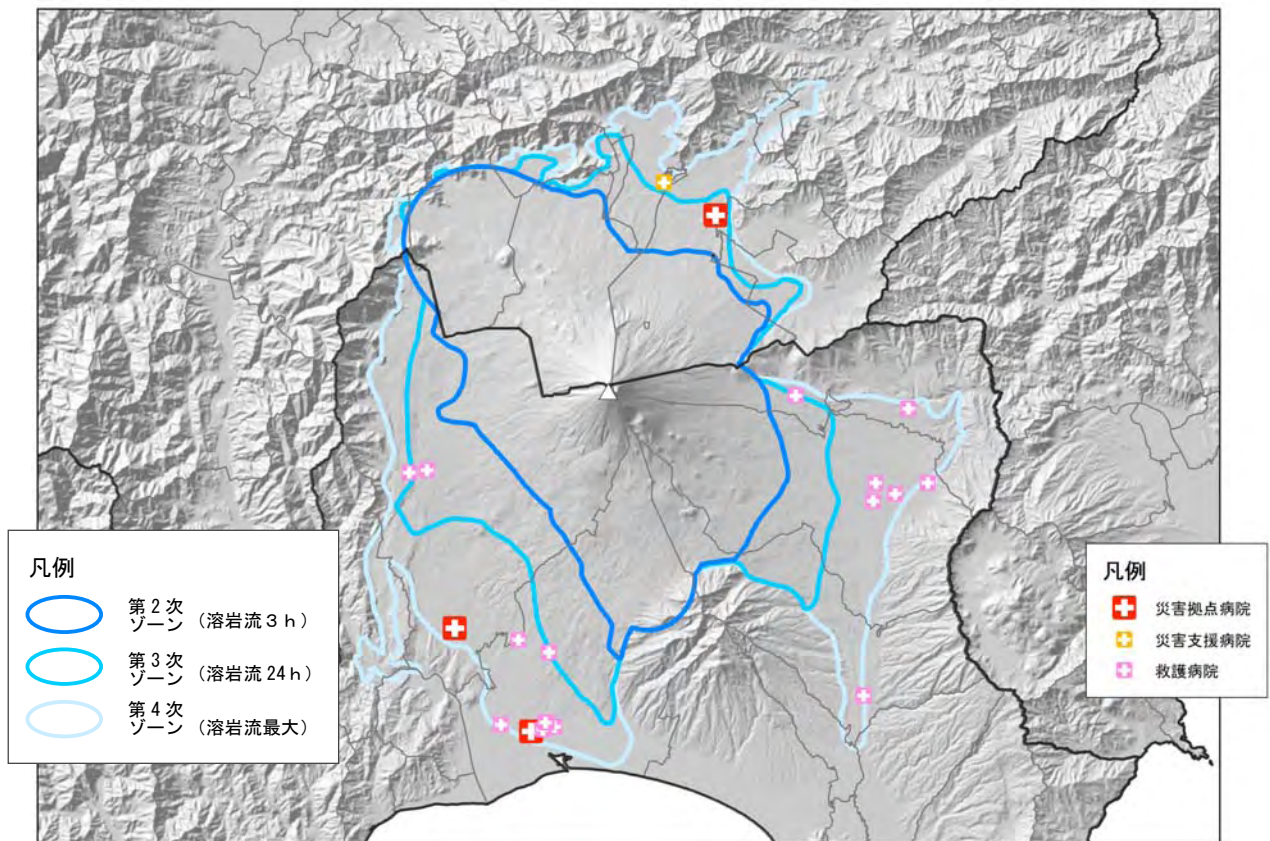 凡例
第2次
ゾーン (溶岩流3h)
第3次
ゾーン (溶岩流24h)
第4次
ゾーン (溶岩流最大)
凡例
災害拠点病院
災害支援病院
救護病院